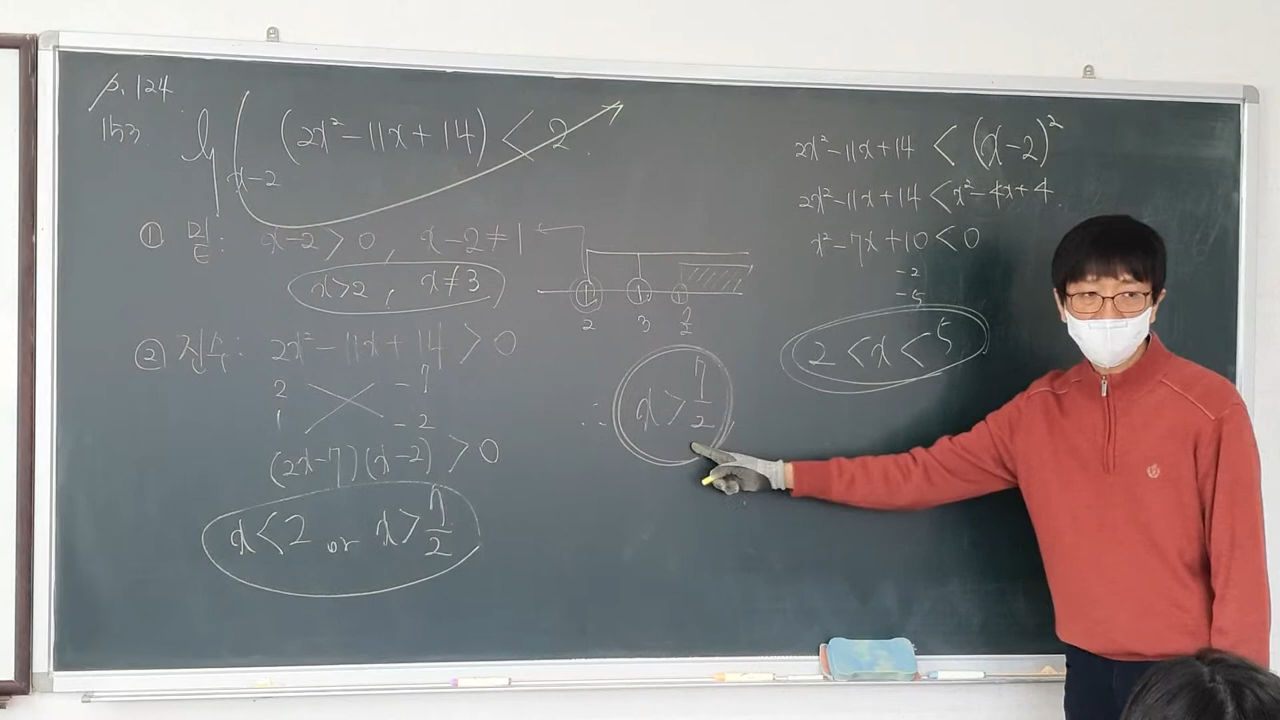 p.124
153
log_{x-2} (2x²-11x+14) < 2.
① 밑: x-2>0, x-2≠1
x>2, x≠3
② 진수: 2x²-11x+14>0
2 -7
1 -2
(2x-7)(x-2)>0
x<2 or x>7/2
2 3 7/2
∴ x>7/2
2x²-11x+14 < (x-2)²
2x²-11x+14 < x²-4x+4.
x²-7x+10<0
-2
-5
2<x<5